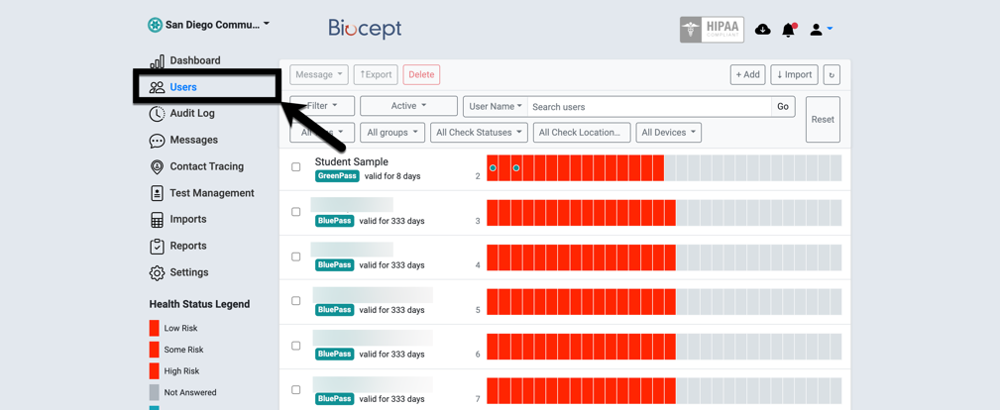 San Diego Commu...
Biocept
HIPAA
COMPLIANT
Dashboard
Users
Audit Log
Messages
Contact Tracing
Test Management
Imports
Reports
Settings
Health Status Legend
Low Risk
Some Risk
High Risk
Not Answered
Message
↑Export
Delete
+ Add
↓ Import
↻
Filter
Active
User Name
Search users
Go
Reset
All
All groups
All Check Statuses
All Check Location...
All Devices
Student Sample
GreenPass valid for 8 days
2
BluePass valid for 333 days
3
BluePass valid for 333 days
4
BluePass valid for 333 days
5
BluePass valid for 333 days
6
BluePass valid for 333 days
7